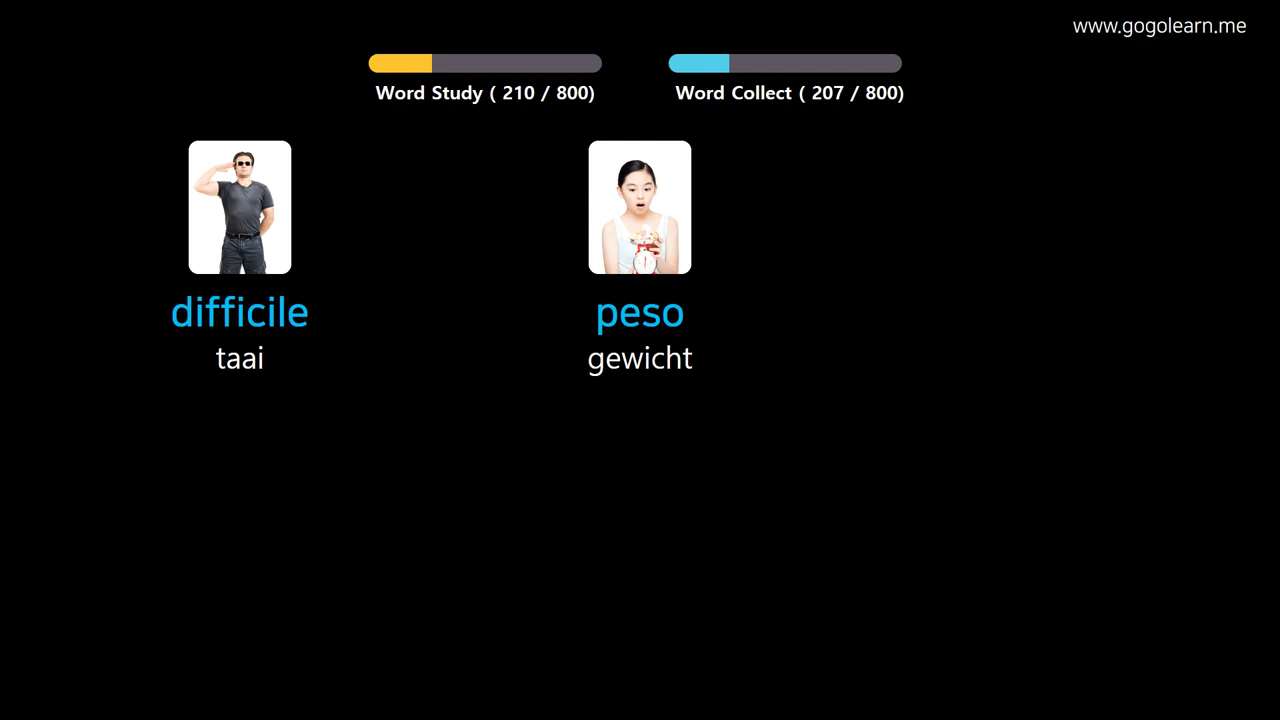 www.gogolearn.me
Word Study ( 210 / 800)
Word Collect ( 207 / 800)
difficile
peso
taai
gewicht